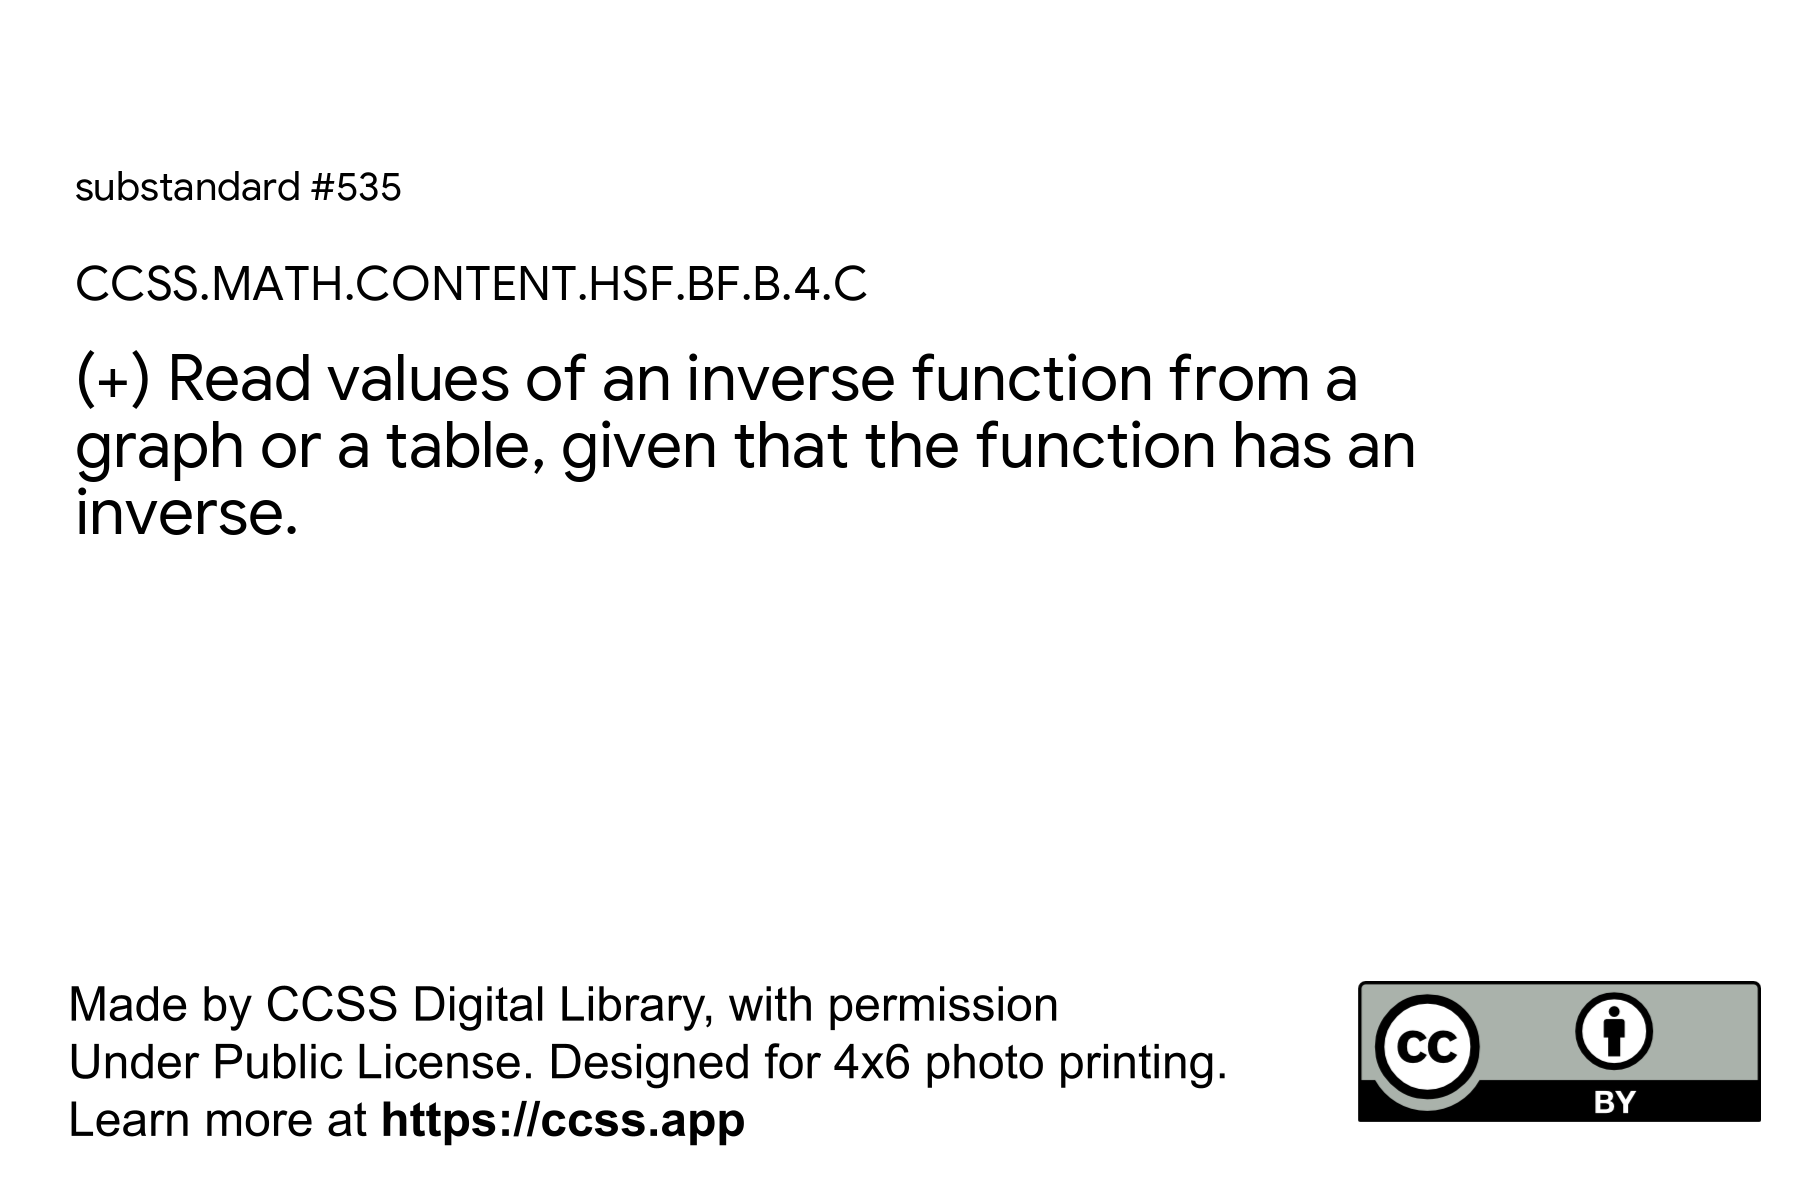 substandard #535
CCSS.MATH.CONTENT.HSF.BF.B.4.C
(+) Read values of an inverse function from a
graph or a table, given that the function has an
inverse.
Made by CCSS Digital Library, with permission
Under Public License. Designed for 4x6 photo printing.
Learn more at https://ccss.app
CC
BY